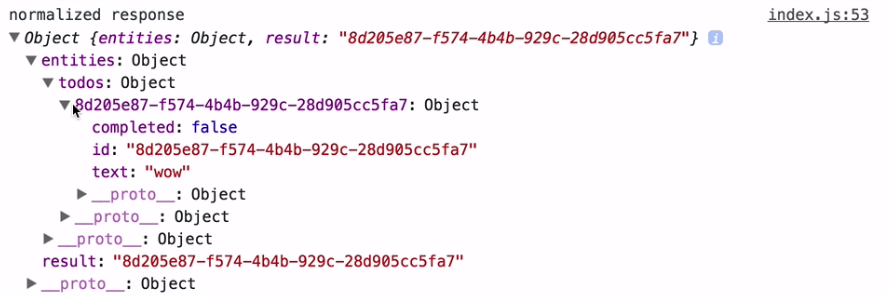 normalized response index.js:53
▼Object {entities: Object, result: "8d205e87-f574-4b4b-929c-28d905cc5fa7"} i
▼entities: Object
▼todos: Object
▼8d205e87-f574-4b4b-929c-28d905cc5fa7: Object
completed: false
id: "8d205e87-f574-4b4b-929c-28d905cc5fa7"
text: "wow"
▶__proto__: Object
▶__proto__: Object
▶__proto__: Object
result: "8d205e87-f574-4b4b-929c-28d905cc5fa7"
▶__proto__: Object